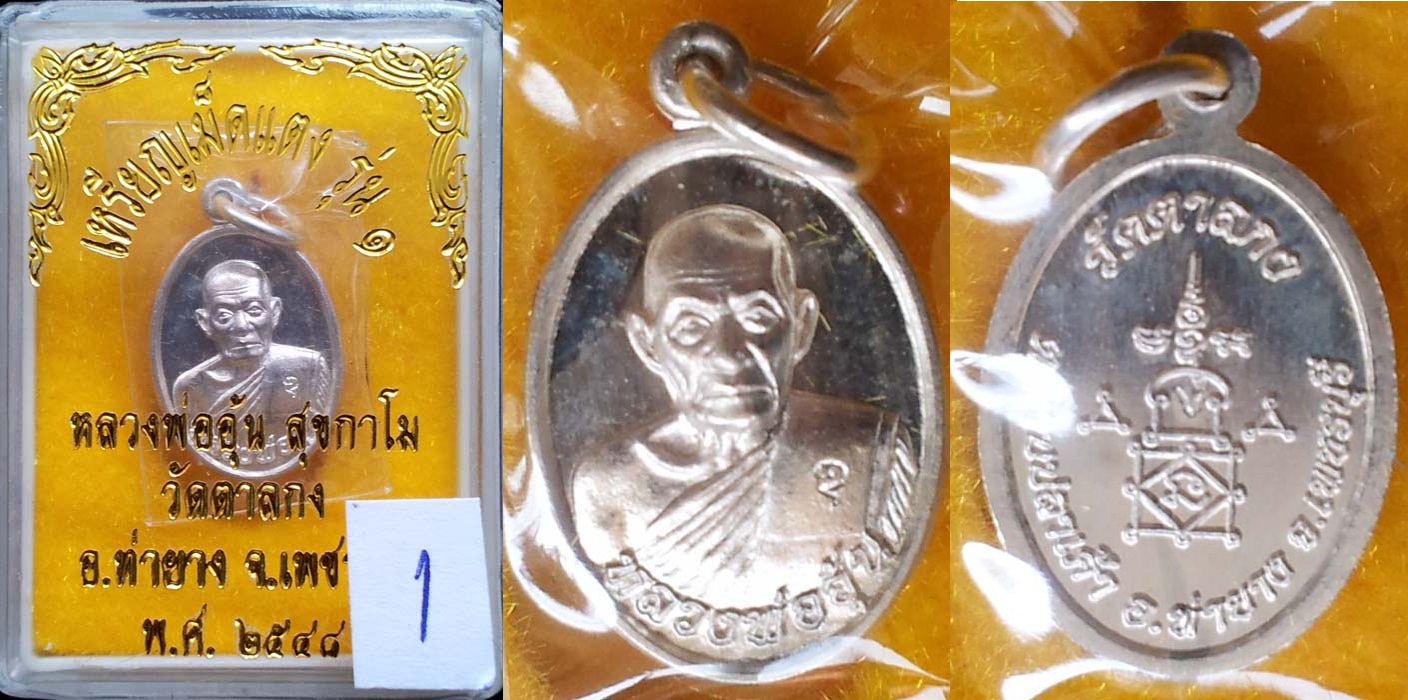 เหรียญเม็ดแตง รุ่น ๑
หลวงพ่ออุ้น สุขกาโม
วัดตาลกง
อ.ท่ายาง จ.เพชร
พ.ศ. ๒๕๔๘
1
หลวงพ่ออุ้น
วัดตาลกง
อ.ท่ายาง จ.เพชรบุรี